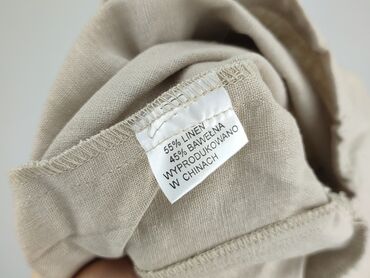 55% LINEN
45% BAWEŁNA
WYPRODUKOWANO
W CHINACH